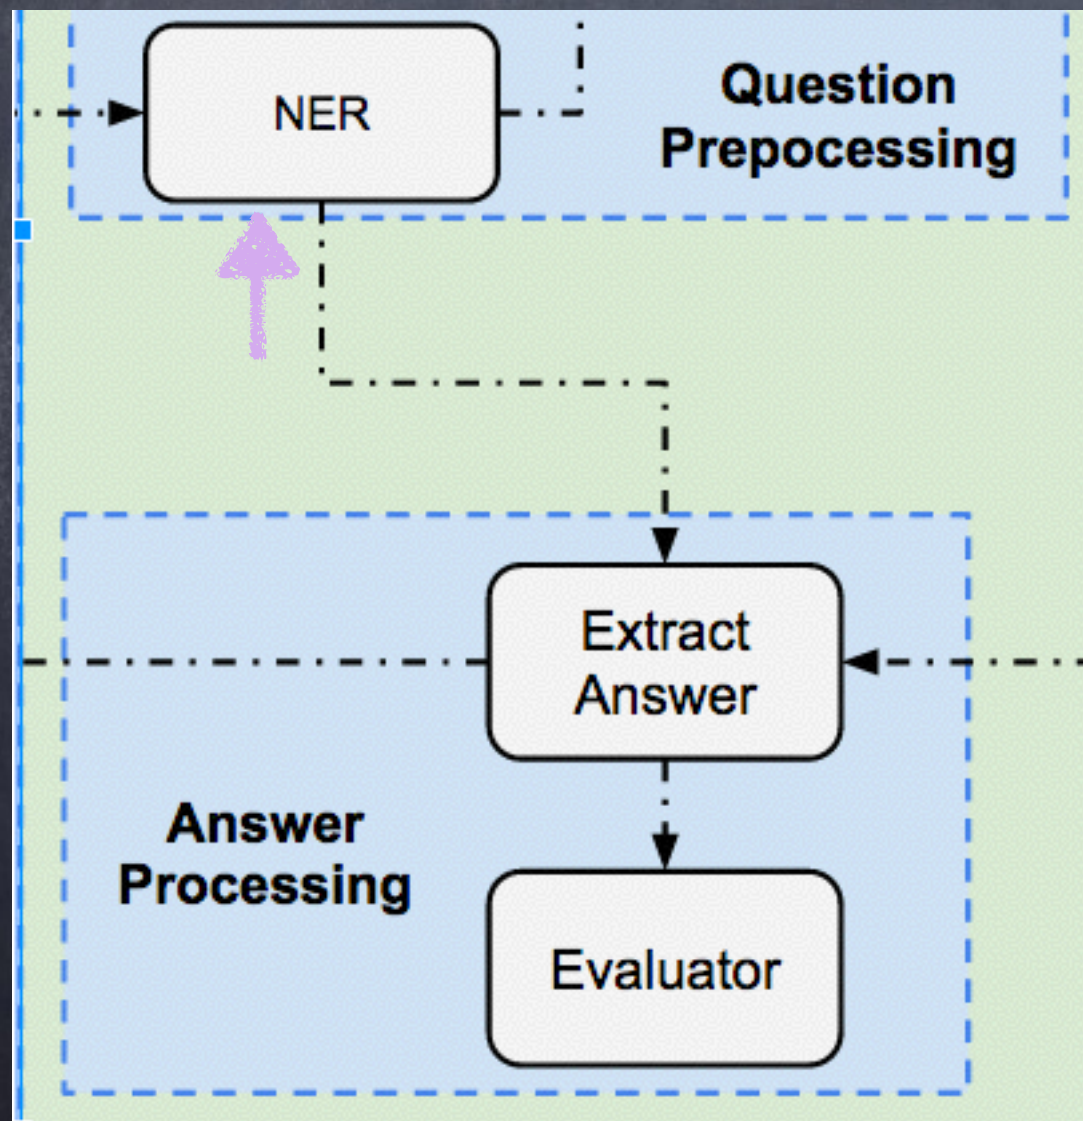 NER
Question
Prepocessing
Extract
Answer
Answer
Processing
Evaluator